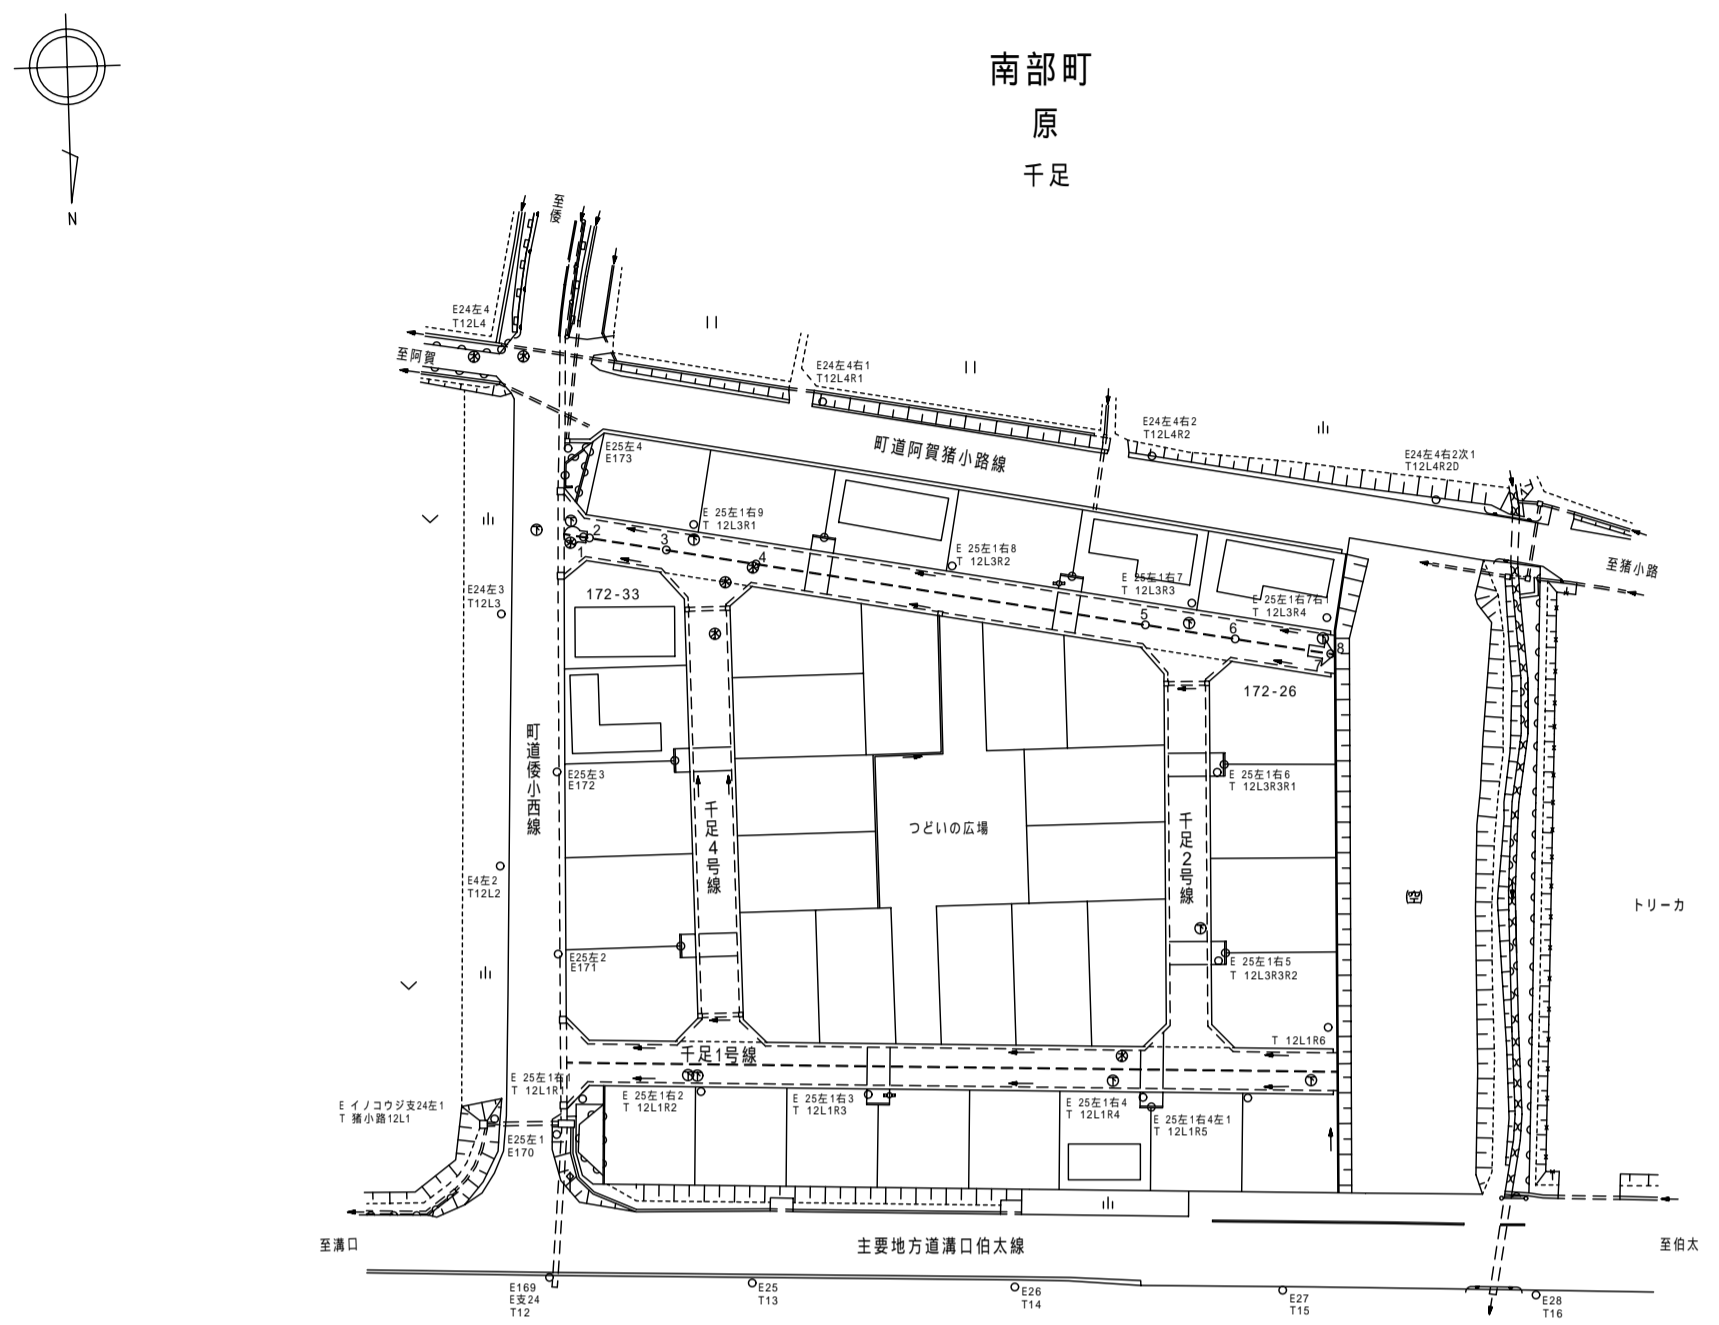 南部町
原
千足
N
至倭
E24左4
T12L4
至阿賀
E24左4右1
T12L4R1
E24左4右2
T12L4R2
E24左4右2次1
T12L4R2D
町道阿賀猪小路線
E25左4
E173
E 25左1右9
T 12L3R1
E 25左1右8
T 12L3R2
E 25左1右7
T 12L3R3
E 25左1右7右1
T 12L3R4
至猪小路
1
2
3
4
5
6
8
172-33
172-26
E24左3
T12L3
町道倭小西線
E25左3
E172
E 25左1右6
T 12L3R3R1
千足4号線
つどいの広場
千足2号線
E4左2
T12L2
(空)
トリーカ
E25左2
E171
E 25左1右5
T 12L3R3R2
T 12L1R6
千足1号線
E 25左1右1
T 12L1R1
E 25左1右2
T 12L1R2
E 25左1右3
T 12L1R3
E 25左1右4
T 12L1R4
E 25左1右4左1
T 12L1R5
E イノコウジ支24左1
T 猪小路12L1
E25左1
E170
至溝口
主要地方道溝口伯太線
至伯太
E169
E支24
T12
E25
T13
E26
T14
E27
T15
E28
T16